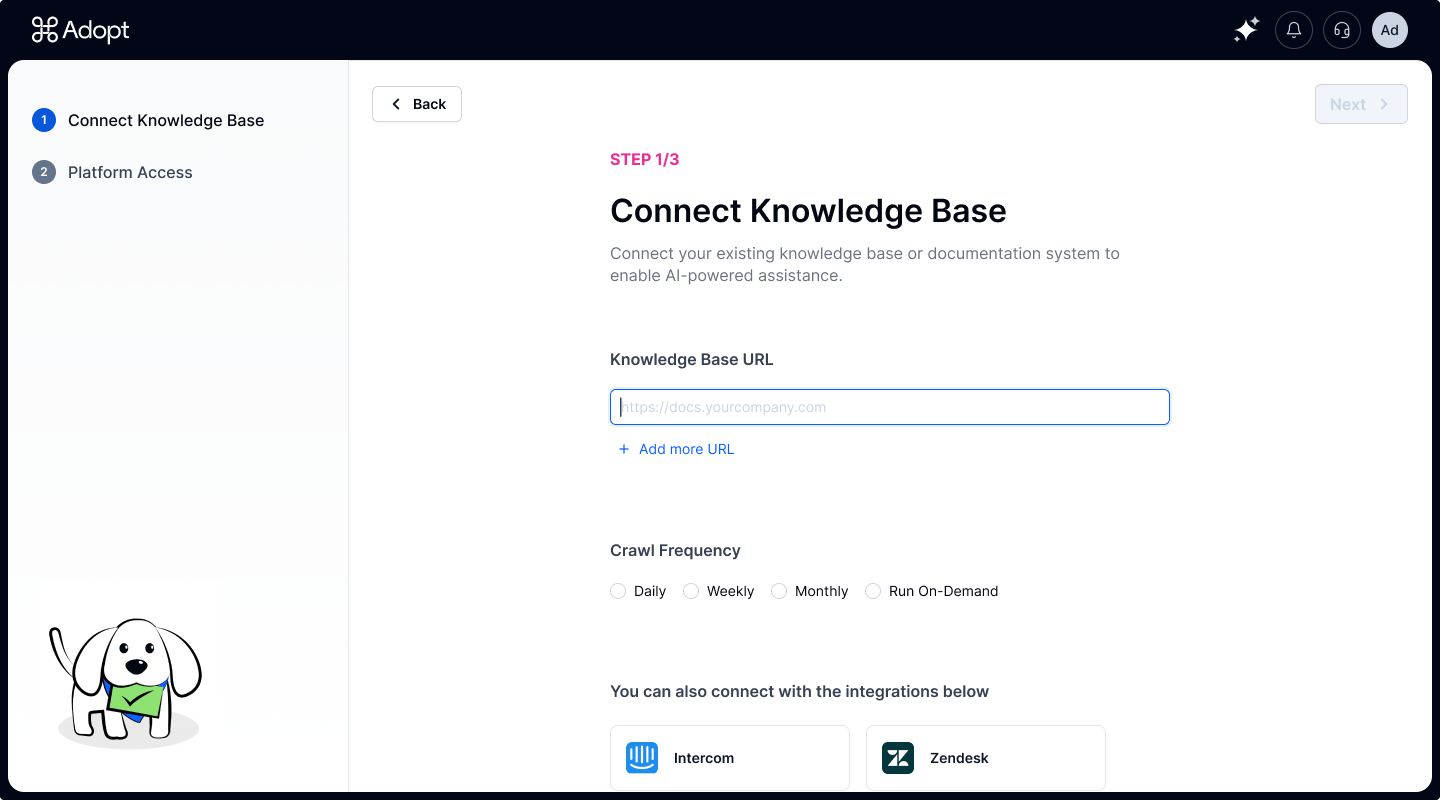 Adopt
Ad
1 Connect Knowledge Base
2 Platform Access
Back
Next
STEP 1/3
Connect Knowledge Base
Connect your existing knowledge base or documentation system to
enable AI-powered assistance.
Knowledge Base URL
https://docs.yourcompany.com
+ Add more URL
Crawl Frequency
Daily Weekly Monthly Run On-Demand
You can also connect with the integrations below
Intercom
Zendesk